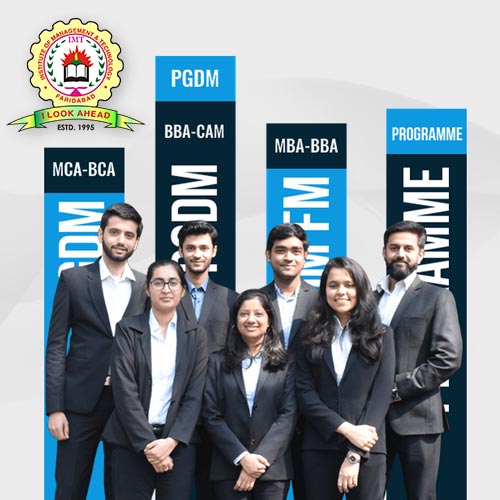 INSTITUTE OF MANAGEMENT & TECHNOLOGY
IMT
FARIDABAD
I LOOK AHEAD
ESTD. 1995
PGDM
BBA-CAM
MCA-BCA
MBA-BBA
PROGRAMME